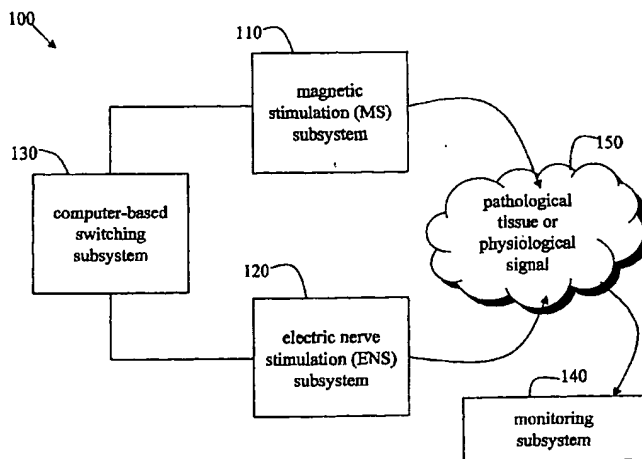 100
110
magnetic
stimulation (MS)
subsystem
130
computer-based
switching
subsystem
150
pathological
tissue or
physiological
signal
120
electric nerve
stimulation (ENS)
subsystem
140
monitoring
subsystem